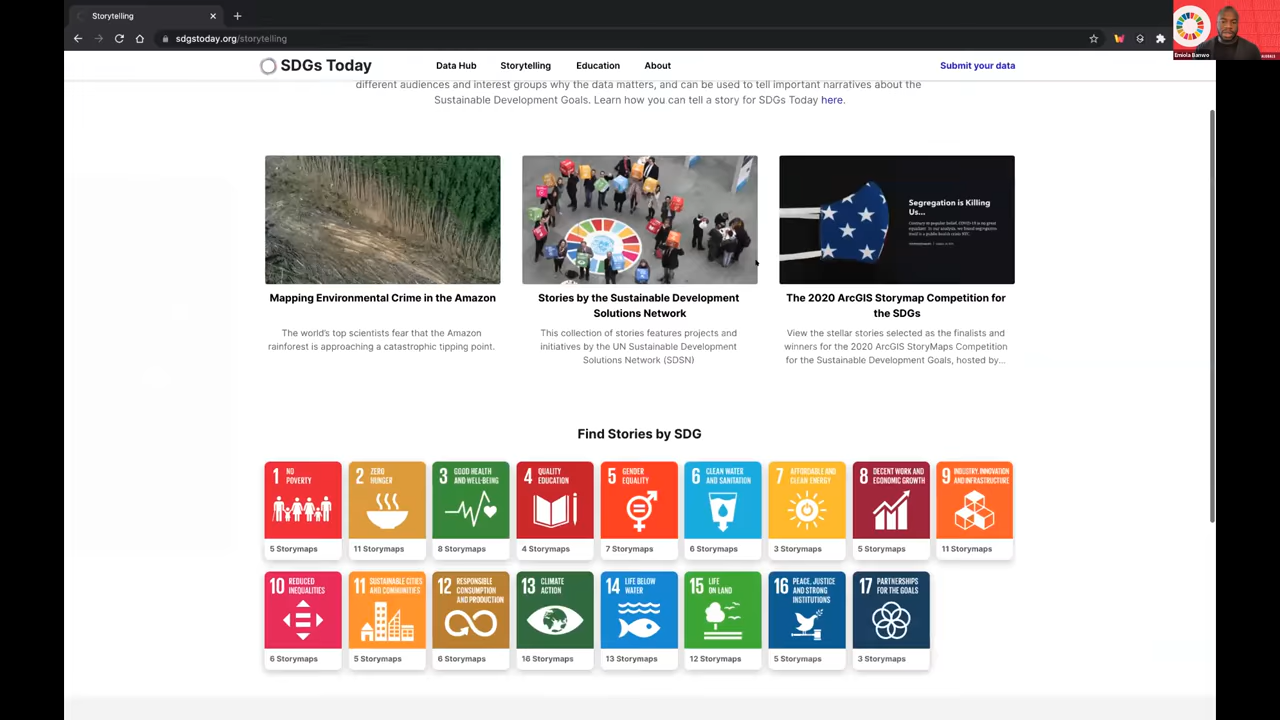 Storytelling
sdgstoday.org/storytelling
Emiola Banwo
SDGs Today
Data Hub
Storytelling
Education
About
Submit your data
different audiences and interest groups why the data matters, and can be used to tell important narratives about the
Sustainable Development Goals. Learn how you can tell a story for SDGs Today here.
Segregation is Killing
Us...
Mapping Environmental Crime in the Amazon
The world's top scientists fear that the Amazon
rainforest is approaching a catastrophic tipping point.
Stories by the Sustainable Development
Solutions Network
This collection of stories features projects and
initiatives by the UN Sustainable Development
Solutions Network (SDSN)
The 2020 ArcGIS Storymap Competition for
the SDGs
View the stellar stories selected as the finalists and
winners for the 2020 ArcGIS StoryMaps Competition
for the Sustainable Development Goals, hosted by...
Find Stories by SDG
1 NO
POVERTY
5 Storymaps
2 ZERO
HUNGER
11 Storymaps
3 GOOD HEALTH
AND WELL-BEING
8 Storymaps
4 QUALITY
EDUCATION
4 Storymaps
5 GENDER
EQUALITY
7 Storymaps
6 CLEAN WATER
AND SANITATION
6 Storymaps
7 AFFORDABLE AND
CLEAN ENERGY
3 Storymaps
8 DECENT WORK AND
ECONOMIC GROWTH
5 Storymaps
9 INDUSTRY, INNOVATION
AND INFRASTRUCTURE
11 Storymaps
10 REDUCED
INEQUALITIES
6 Storymaps
11 SUSTAINABLE CITIES
AND COMMUNITIES
5 Storymaps
12 RESPONSIBLE
CONSUMPTION
AND PRODUCTION
6 Storymaps
13 CLIMATE
ACTION
16 Storymaps
14 LIFE BELOW
WATER
13 Storymaps
15 LIFE
ON LAND
12 Storymaps
16 PEACE, JUSTICE
AND STRONG
INSTITUTIONS
5 Storymaps
17 PARTNERSHIPS
FOR THE GOALS
3 Storymaps